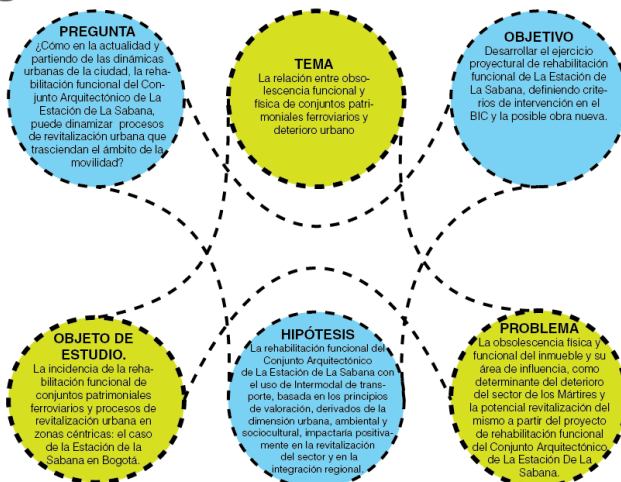 PREGUNTA
¿Cómo en la actualidad y
partiendo de las dinámicas
urbanas de la ciudad, la reha-
bilitación funcional del Con-
junto Arquitectónico de La
Estación de La Sabana,
puede dinamizar procesos
de revitalización urbana que
trasciendan el ámbito de la
movilidad?
TEMA
La relación entre obso-
lescencia funcional y
física de conjuntos patri-
moniales ferroviarios y
deterioro urbano
OBJETIVO
Desarrollar el ejercicio
proyectural de rehabilitación
funcional de La Estación de
La Sabana, definiendo crite-
rios de intervención en el
BIC y la posible obra nueva.
OBJETO DE
ESTUDIO.
La incidencia de la reha-
bilitación funcional de
conjuntos patrimoniales
ferroviarios y procesos de
revitalización urbana en
zonas céntricas: el caso
de la Estación de la
Sabana en Bogotá.
HIPÓTESIS
La rehabilitación funcional del
Conjunto Arquitectónico
de La Estación de La Sabana con
el uso de Intermodal de trans-
porte, basada en los principios
de valoración, derivados de la
dimensión urbana, ambiental y
sociocultural, impactaría positiva-
mente en la revitalización
del sector y en la
integración regional.
PROBLEMA
La obsolescencia física y
funcional del inmueble y su
área de influencia, como
determinante del deterioro
del sector de los Mártires y
la potencial revitalización del
mismo a partir del proyecto
de rehabilitación funcional
del Conjunto Arquitectónico
de La Estación De La
Sabana.